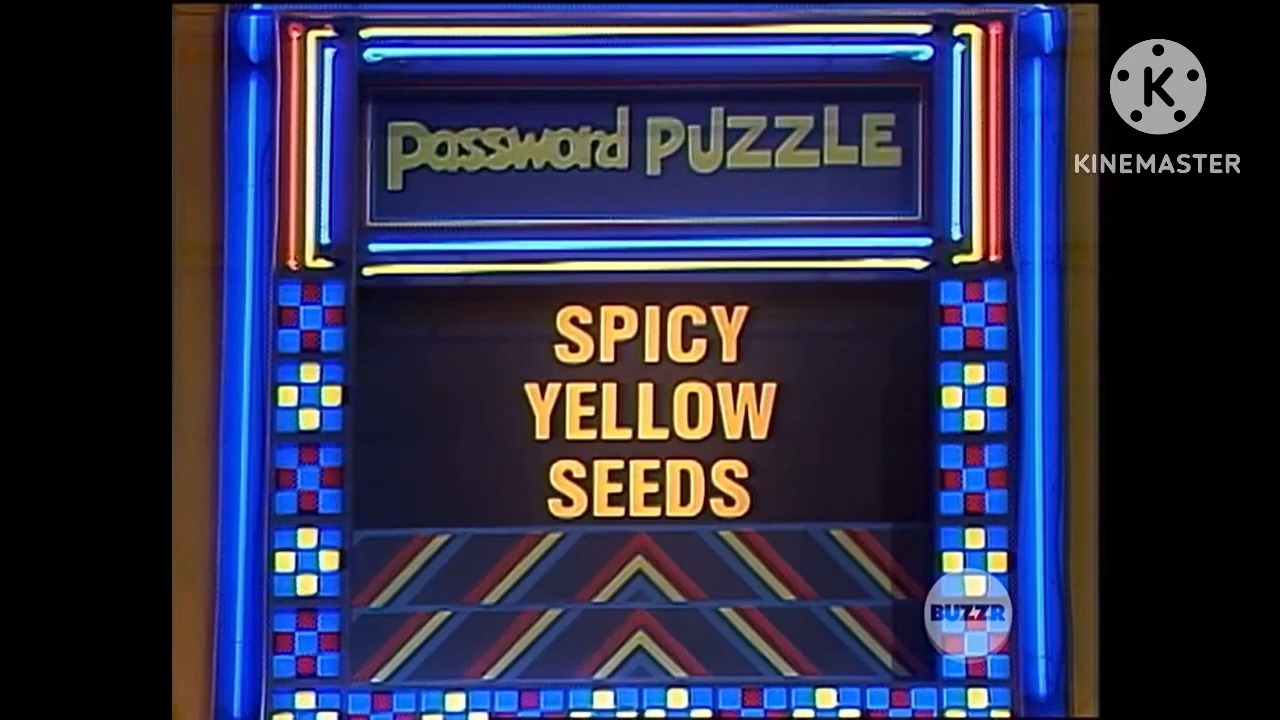 K
KINEMASTER
Password PUZZLE
SPICY
YELLOW
SEEDS
BUZZR